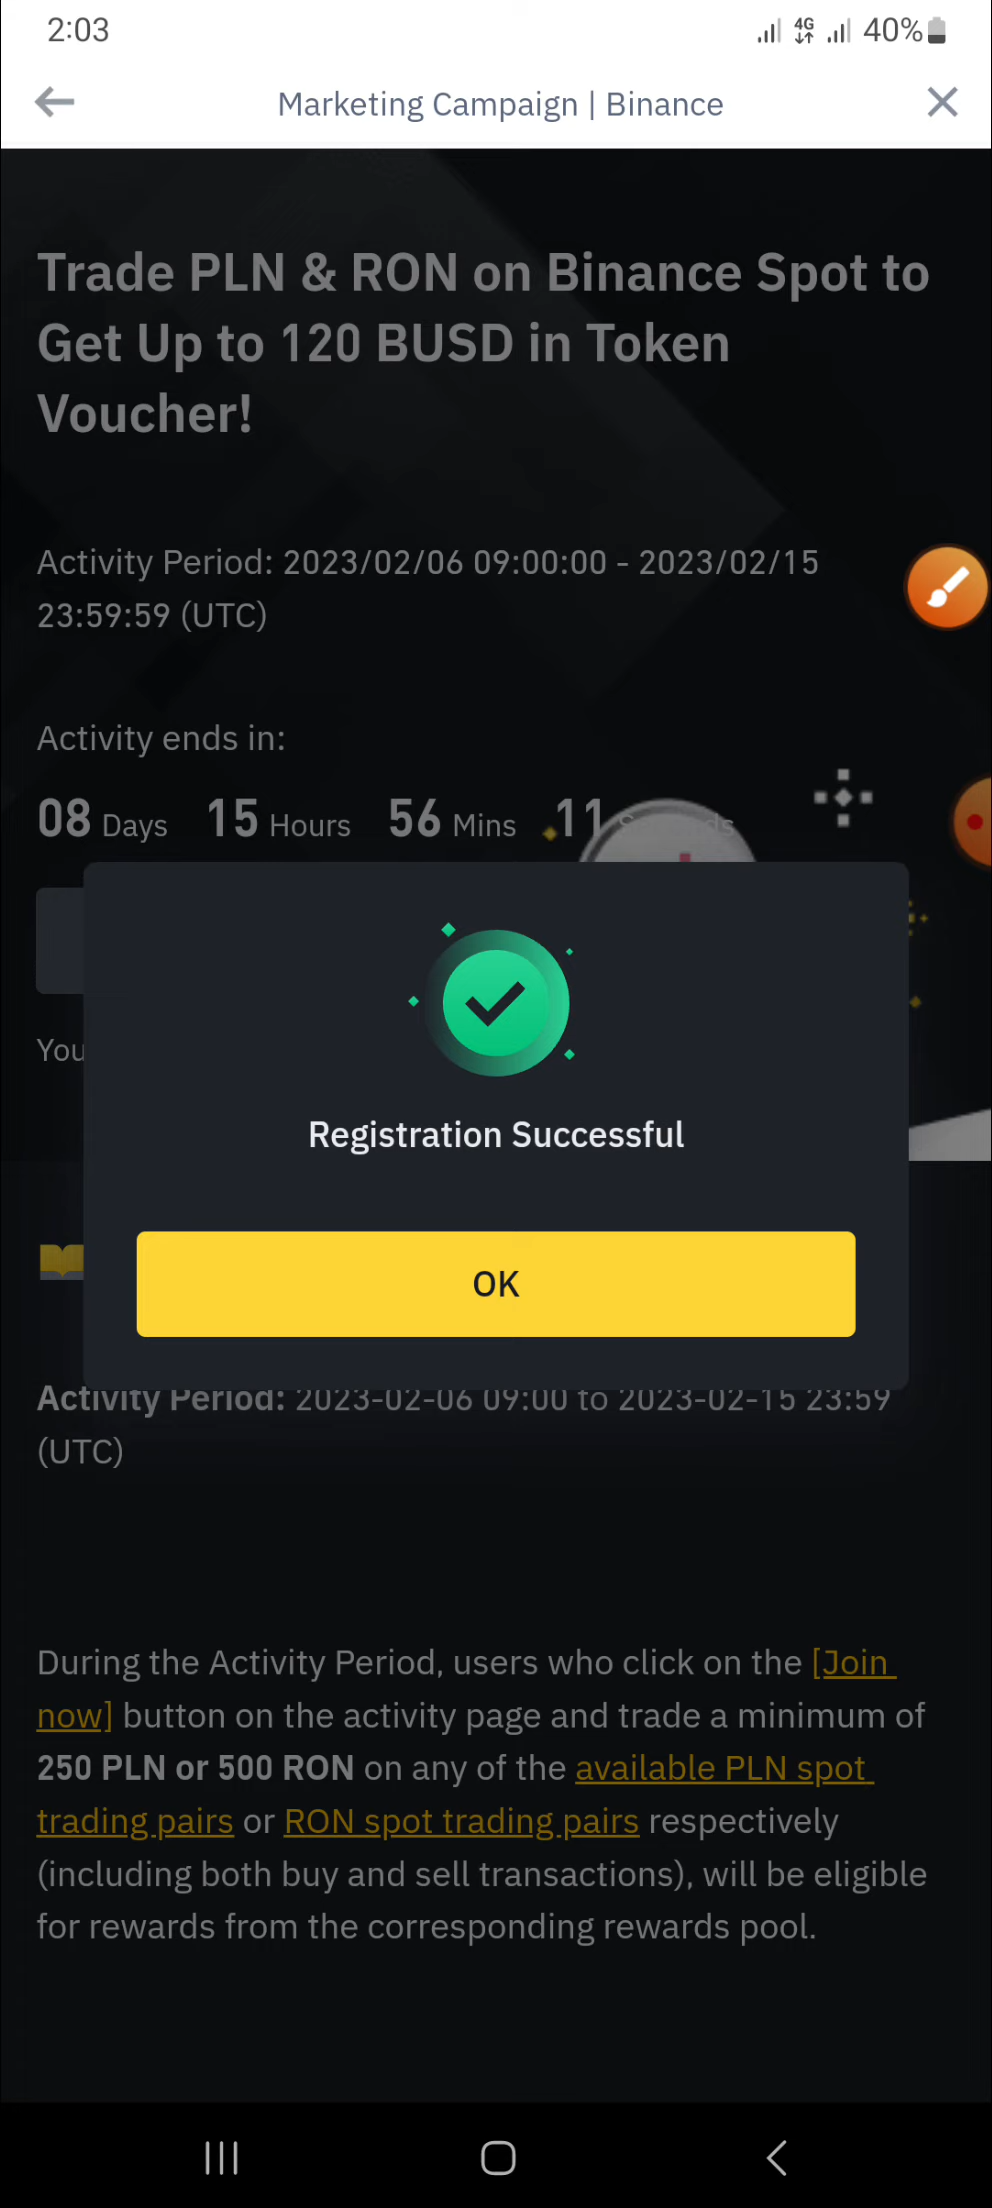 2:03 4G 40%
Marketing Campaign | Binance
Trade PLN & RON on Binance Spot to
Get Up to 120 BUSD in Token
Voucher!
Activity Period: 2023/02/06 09:00:00 - 2023/02/15
23:59:59 (UTC)
Activity ends in:
08 Days 15 Hours 56 Mins 11
You
Registration Successful
OK
Activity Period: 2023-02-06 09:00 to 2023-02-15 23:59
(UTC)
During the Activity Period, users who click on the [Join
now] button on the activity page and trade a minimum of
250 PLN or 500 RON on any of the available PLN spot
trading pairs or RON spot trading pairs respectively
(including both buy and sell transactions), will be eligible
for rewards from the corresponding rewards pool.